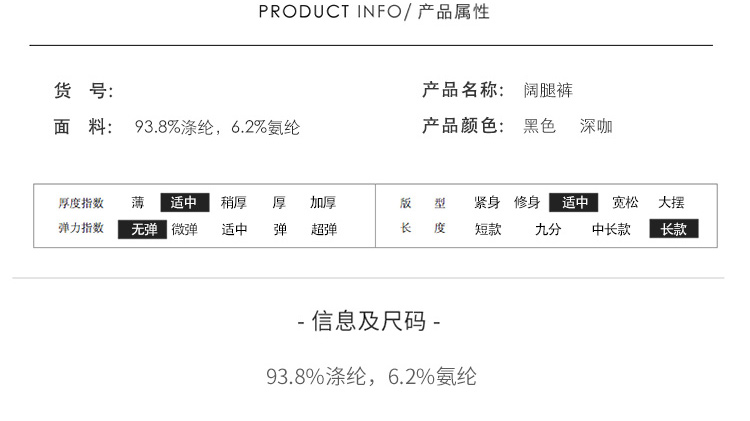 PRODUCT INFO/ 产品属性
货 号: 产品名称: 阔腿裤
面 料: 93.8%涤纶，6.2%氨纶 产品颜色: 黑色 深咖
厚度指数 薄 适中 稍厚 厚 加厚 版 型 紧身 修身 适中 宽松 大摆
弹力指数 无弹 微弹 适中 弹 超弹 长 度 短款 九分 中长款 长款
- 信息及尺码 -
93.8%涤纶，6.2%氨纶